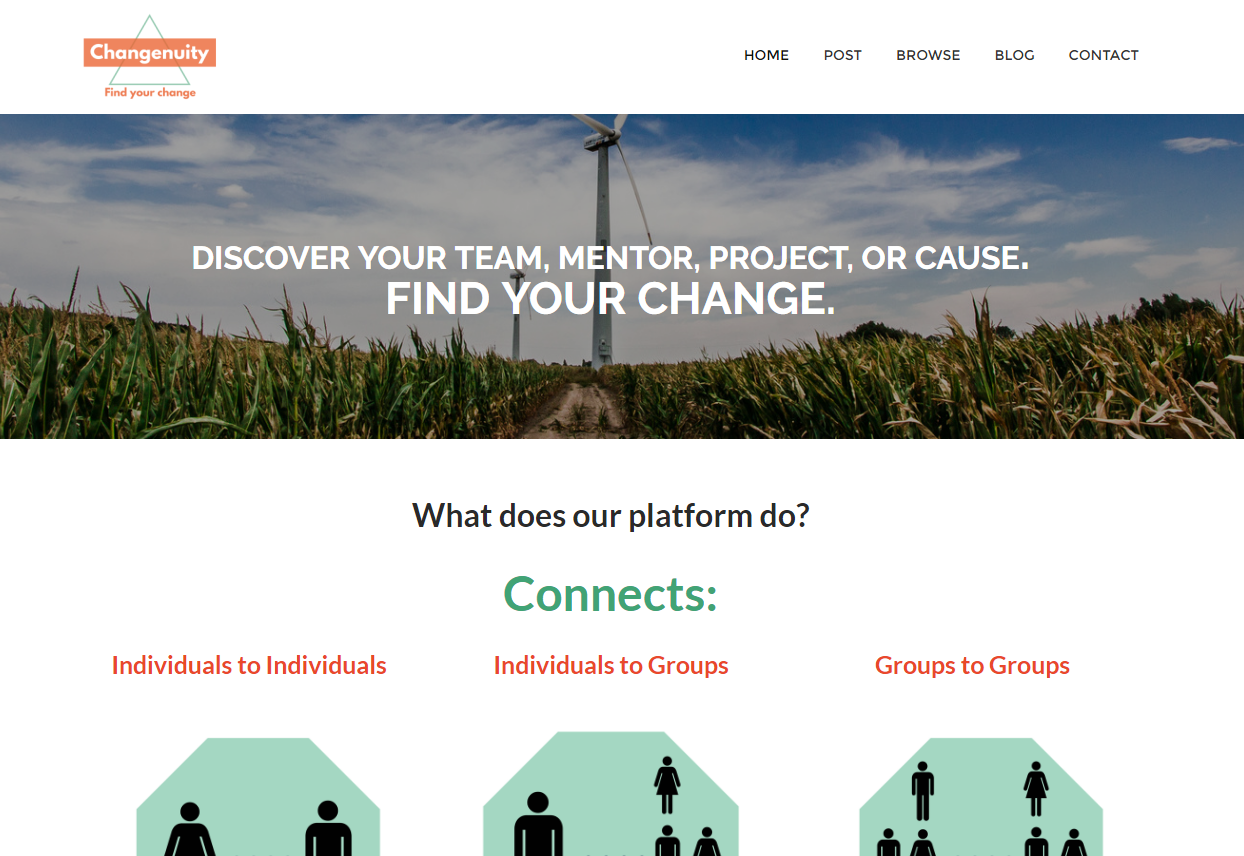 Changenuity
Find your change
HOME POST BROWSE BLOG CONTACT
DISCOVER YOUR TEAM, MENTOR, PROJECT, OR CAUSE.
FIND YOUR CHANGE.
What does our platform do?
Connects:
Individuals to Individuals
Individuals to Groups
Groups to Groups